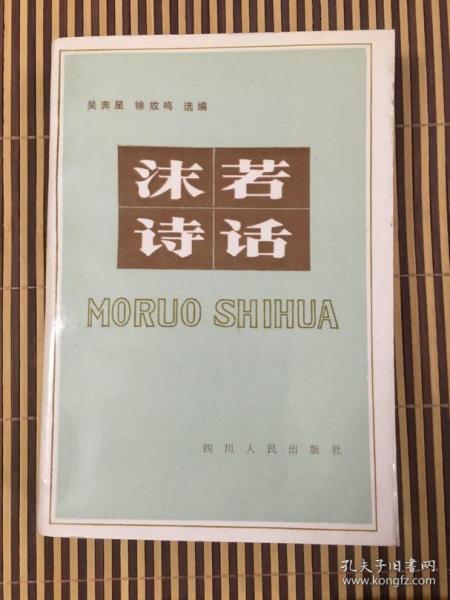 吴奔星 徐放鸣 选编
沫若
诗话
MORUO SHIHUA
四川人民出版社
孔夫子旧书网
www.kongfz.com